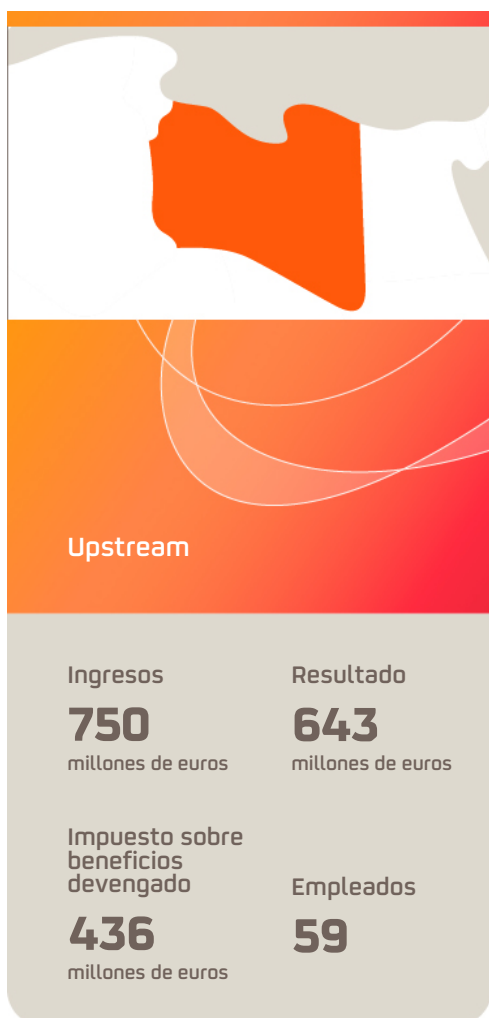 Upstream
Ingresos
750
millones de euros
Resultado
643
millones de euros
Impuesto sobre
beneficios
devengado
436
millones de euros
Empleados
59